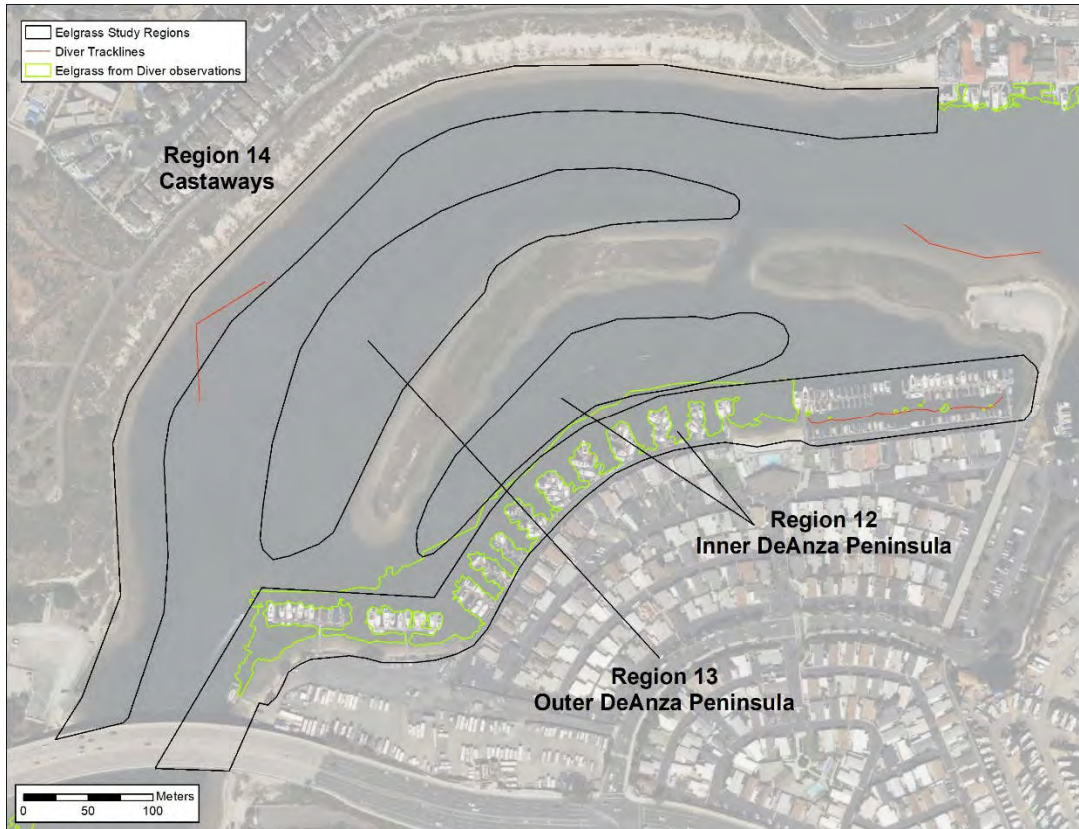 Eelgrass Study Regions
Diver Tracklines
Eelgrass from Diver observations
Region 14
Castaways
Region 12
Inner DeAnza Peninsula
Region 13
Outer DeAnza Peninsula
Meters
0 50 100